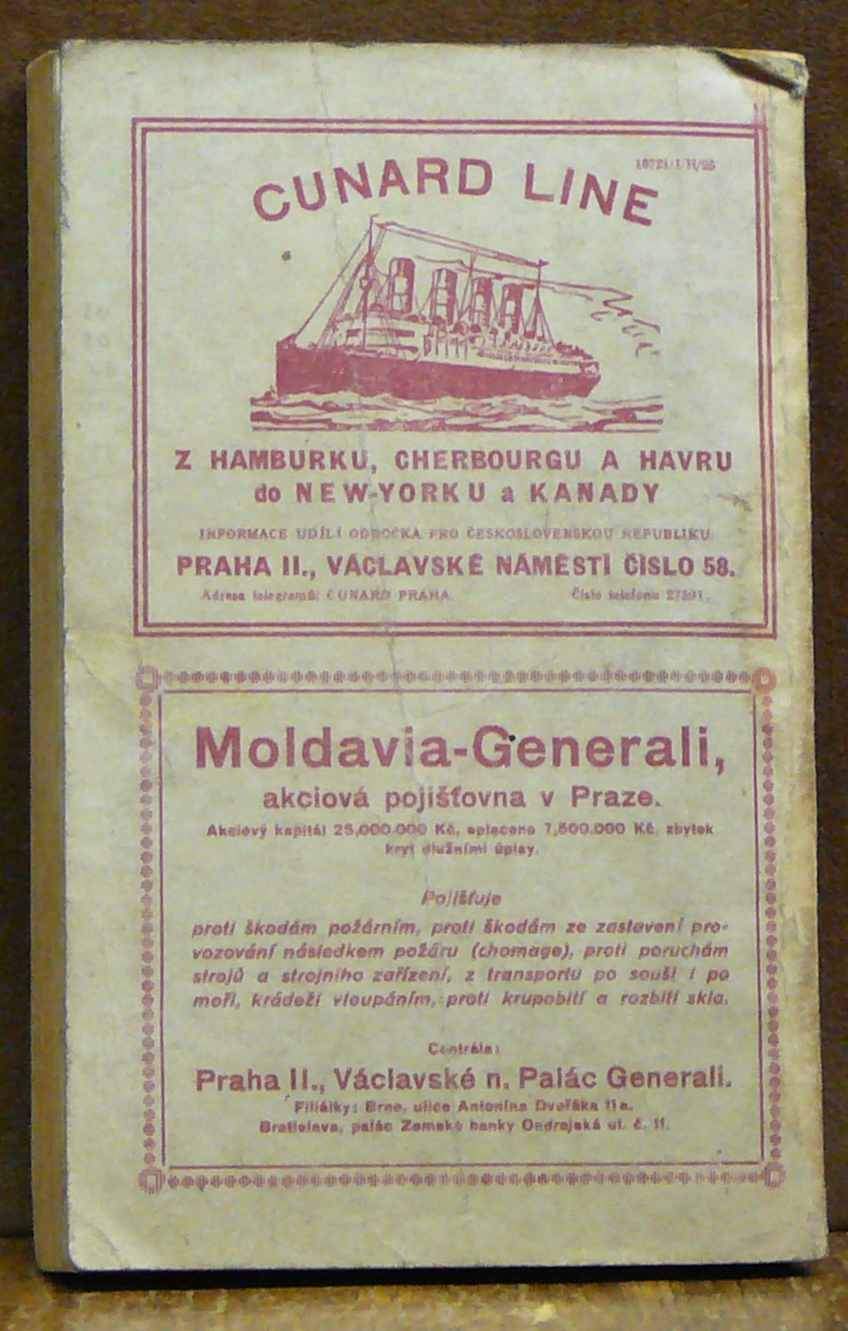 CUNARD LINE
Z HAMBURKU, CHERBOURGU A HAVRU
do NEW-YORKU a KANADY
INFORMACE UDÍLÍ ODBOČKA PRO ČESKOSLOVENSKOU REPUBLIKU
PRAHA II., VÁCLAVSKÉ NÁMĚSTÍ ČÍSLO 58.
Adresa telegramů: CUNARD PRAHA. Číslo telefonu
Moldavia-Generali,
akciová pojišťovna v Praze.
Akciový kapitál 25,000.000 Kč, splaceno 7,500.000 Kč, zbytek
kryt dlužními úpisy.
Pojišťuje
proti škodám požárním, proti škodám ze zastavení pro-
vozování následkem požáru (chomage), proti poruchám
strojů a strojního zařízení, z transportu po souši i po
moři, krádeží vloupáním, proti krupobití a rozbití skla.
Centrála:
Praha II., Václavské n. Palác Generali.
Filiálky: Brno, ulice Antonína Dvořáka 11a.
Bratislava, palác Zemské banky Ondrejská ul. č. 11.